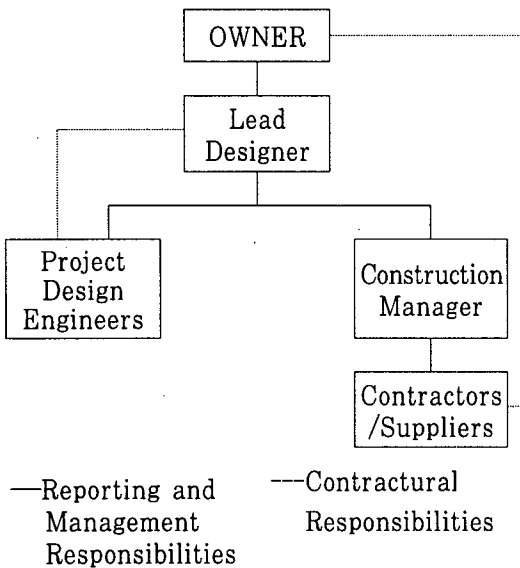 OWNER
Lead
Designer
Project
Design
Engineers
Construction
Manager
Contractors
/Suppliers
—Reporting and
Management
Responsibilities
---Contractural
Responsibilities